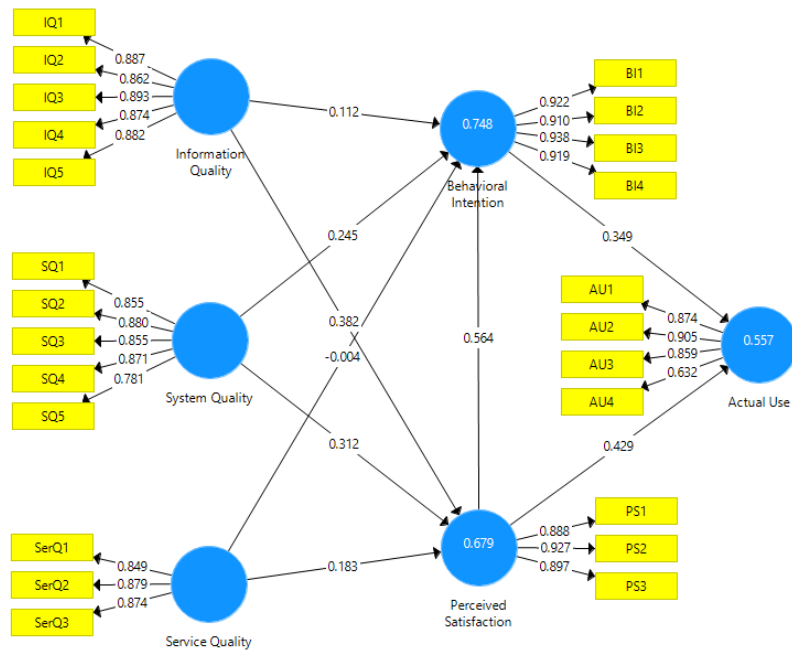 IQ1
IQ2
IQ3
IQ4
IQ5
0.887
0.862
0.893
0.874
0.882
Information
Quality
SQ1
SQ2
SQ3
SQ4
SQ5
0.855
0.880
0.855
0.871
0.781
System Quality
SerQ1
SerQ2
SerQ3
0.849
0.879
0.874
Service Quality
0.112
0.245
0.382
-0.004
0.312
0.183
0.564
0.748
Behavioral
Intention
0.922
0.910
0.938
0.919
BI1
BI2
BI3
BI4
0.349
0.429
AU1
AU2
AU3
AU4
0.874
0.905
0.859
0.632
0.557
Actual Use
0.679
Perceived
Satisfaction
0.888
0.927
0.897
PS1
PS2
PS3